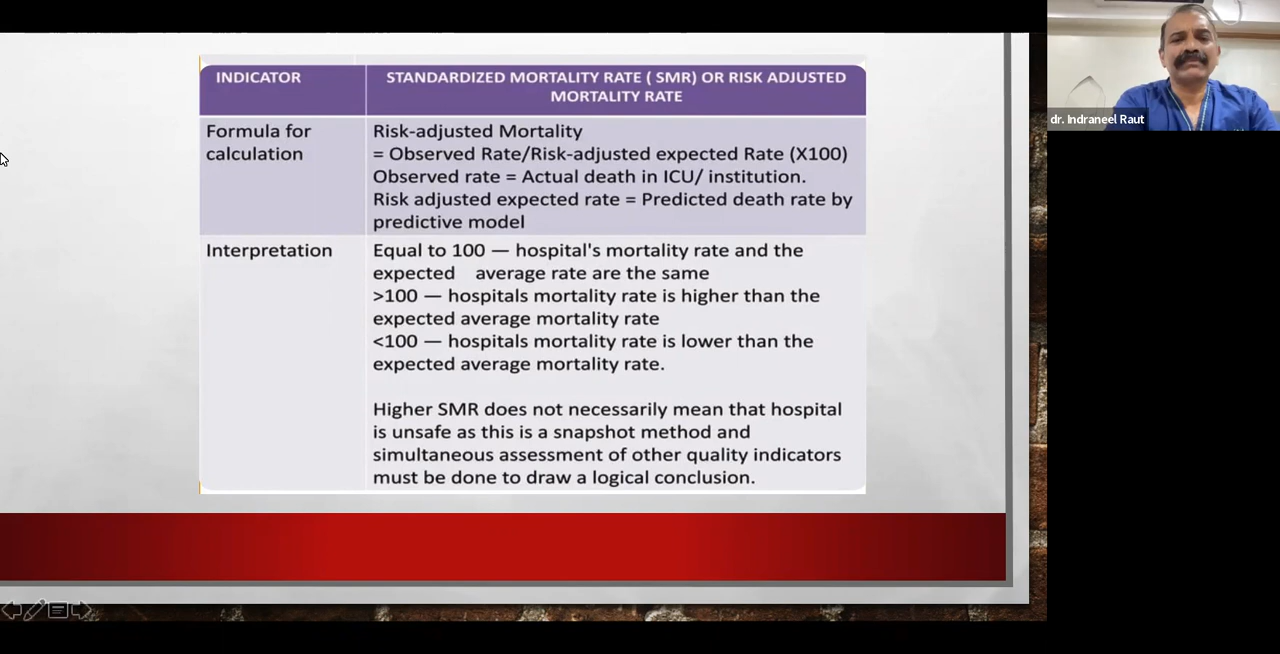 INDICATOR
STANDARDIZED MORTALITY RATE ( SMR) OR RISK ADJUSTED
MORTALITY RATE
Formula for
calculation
Risk-adjusted Mortality
= Observed Rate/Risk-adjusted expected Rate (X100)
Observed rate = Actual death in ICU/ institution.
Risk adjusted expected rate = Predicted death rate by
predictive model
Interpretation
Equal to 100 — hospital's mortality rate and the
expected    average rate are the same
>100 — hospitals mortality rate is higher than the
expected average mortality rate
<100 — hospitals mortality rate is lower than the
expected average mortality rate.
Higher SMR does not necessarily mean that hospital
is unsafe as this is a snapshot method and
simultaneous assessment of other quality indicators
must be done to draw a logical conclusion.
dr. Indraneel Raut